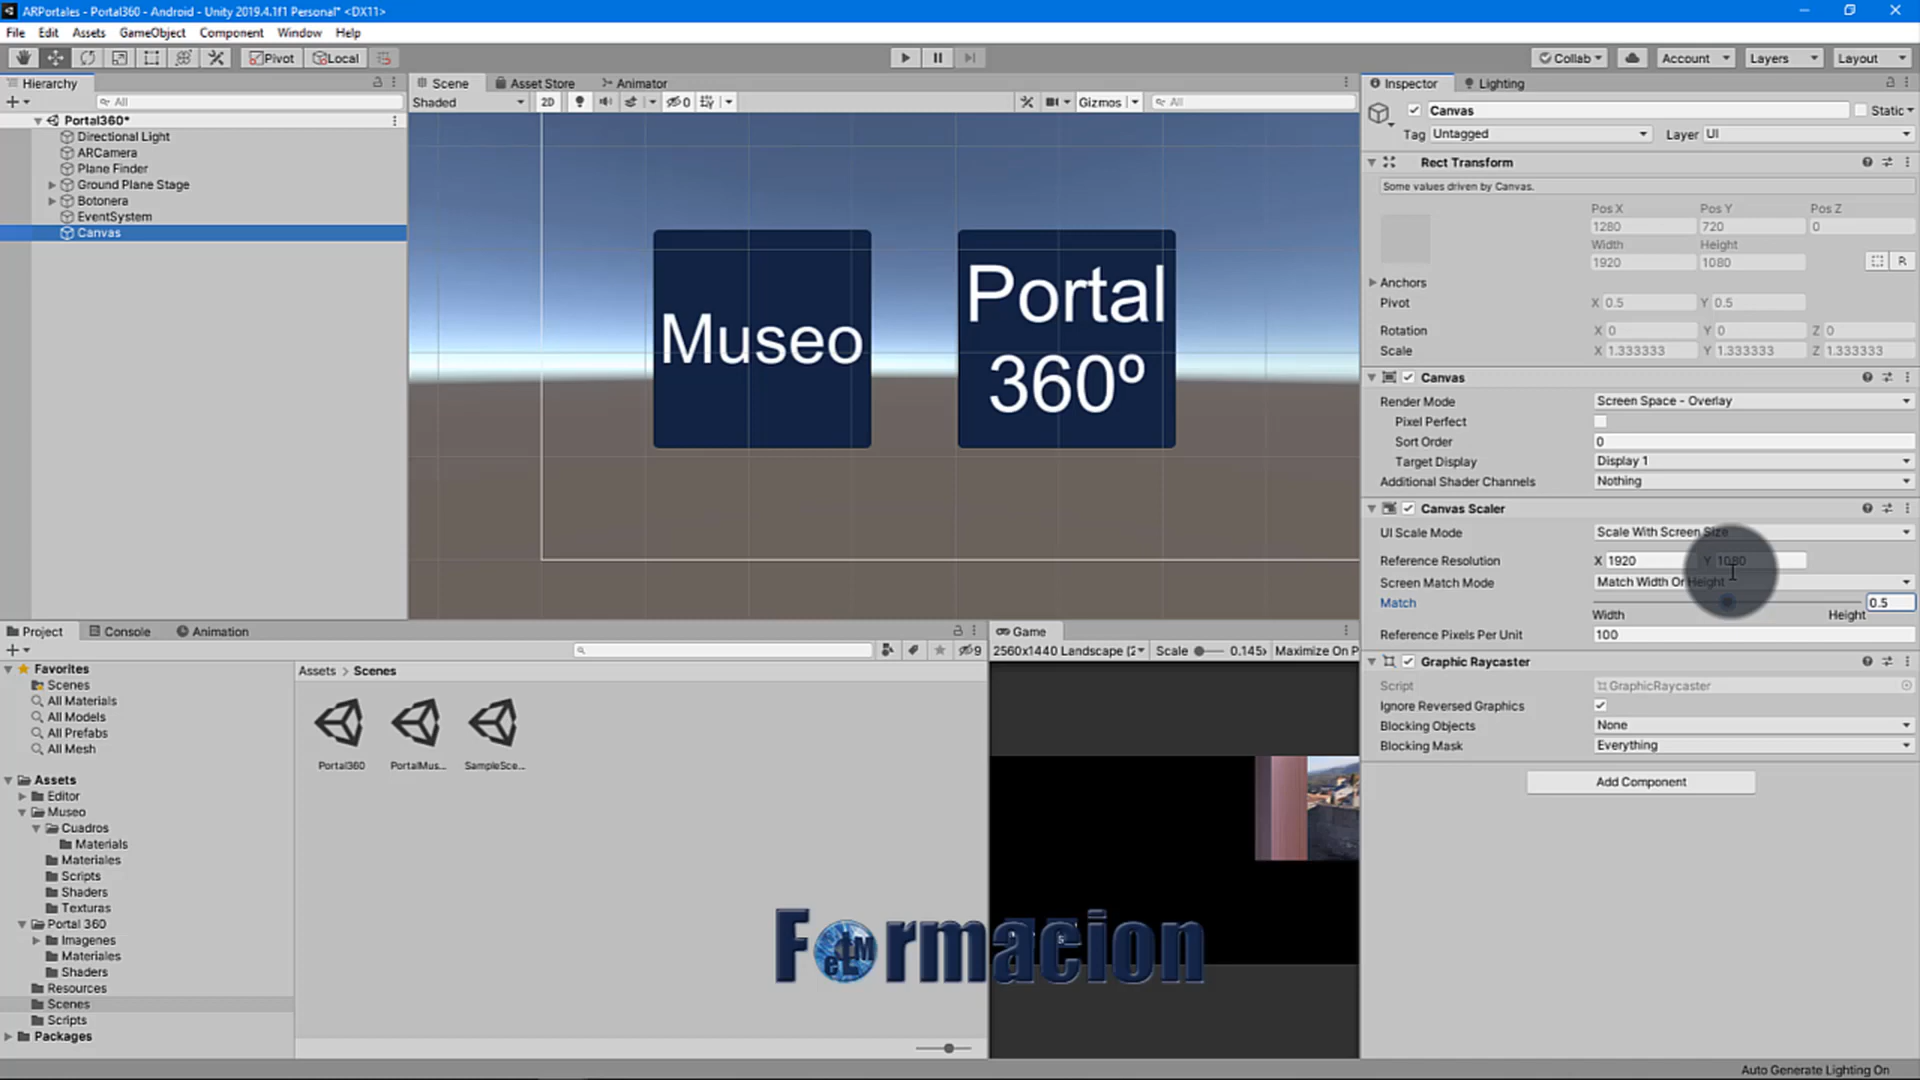 ARPortales - Portal360 - Android - Unity 2019.4.1f1 Personal* <DX11>
File Edit Assets GameObject Component Window Help
Pivot Local Collab Account Layers Layout
Hierarchy
All
Portal360*
Directional Light
ARCamera
Plane Finder
Ground Plane Stage
Botonera
EventSystem
Canvas
Scene Asset Store Animator
Shaded 2D 0 Gizmos All
Museo
Portal
360º
Inspector Lighting
Canvas Static
Tag Untagged Layer UI
Rect Transform
Some values driven by Canvas.
Pos X Pos Y Pos Z
1280 720 0
Width Height
1920 1080
R
Anchors
Pivot X 0.5 Y 0.5
Rotation X 0 Y 0 Z 0
Scale X 1.333333 Y 1.333333 Z 1.333333
Canvas
Render Mode Screen Space - Overlay
Pixel Perfect
Sort Order 0
Target Display Display 1
Additional Shader Channels Nothing
Canvas Scaler
UI Scale Mode Scale With Screen Size
Reference Resolution X 1920 Y 1080
Screen Match Mode Match Width Or Height
Match 0.5
Width Height
Reference Pixels Per Unit 100
Graphic Raycaster
Script GraphicRaycaster
Ignore Reversed Graphics
Blocking Objects None
Blocking Mask Everything
Add Component
Project Console Animation
9
Favorites
Scenes
All Materials
All Models
All Prefabs
All Mesh
Assets
Editor
Museo
Cuadros
Materials
Materiales
Scripts
Shaders
Texturas
Portal 360
Imagenes
Materiales
Shaders
Resources
Scenes
Scripts
Packages
Assets > Scenes
Portal360 PortalMus... SampleSce...
Game
2560x1440 Landscape (2 Scale 0.145x Maximize On P
Formacion
Auto Generate Lighting On